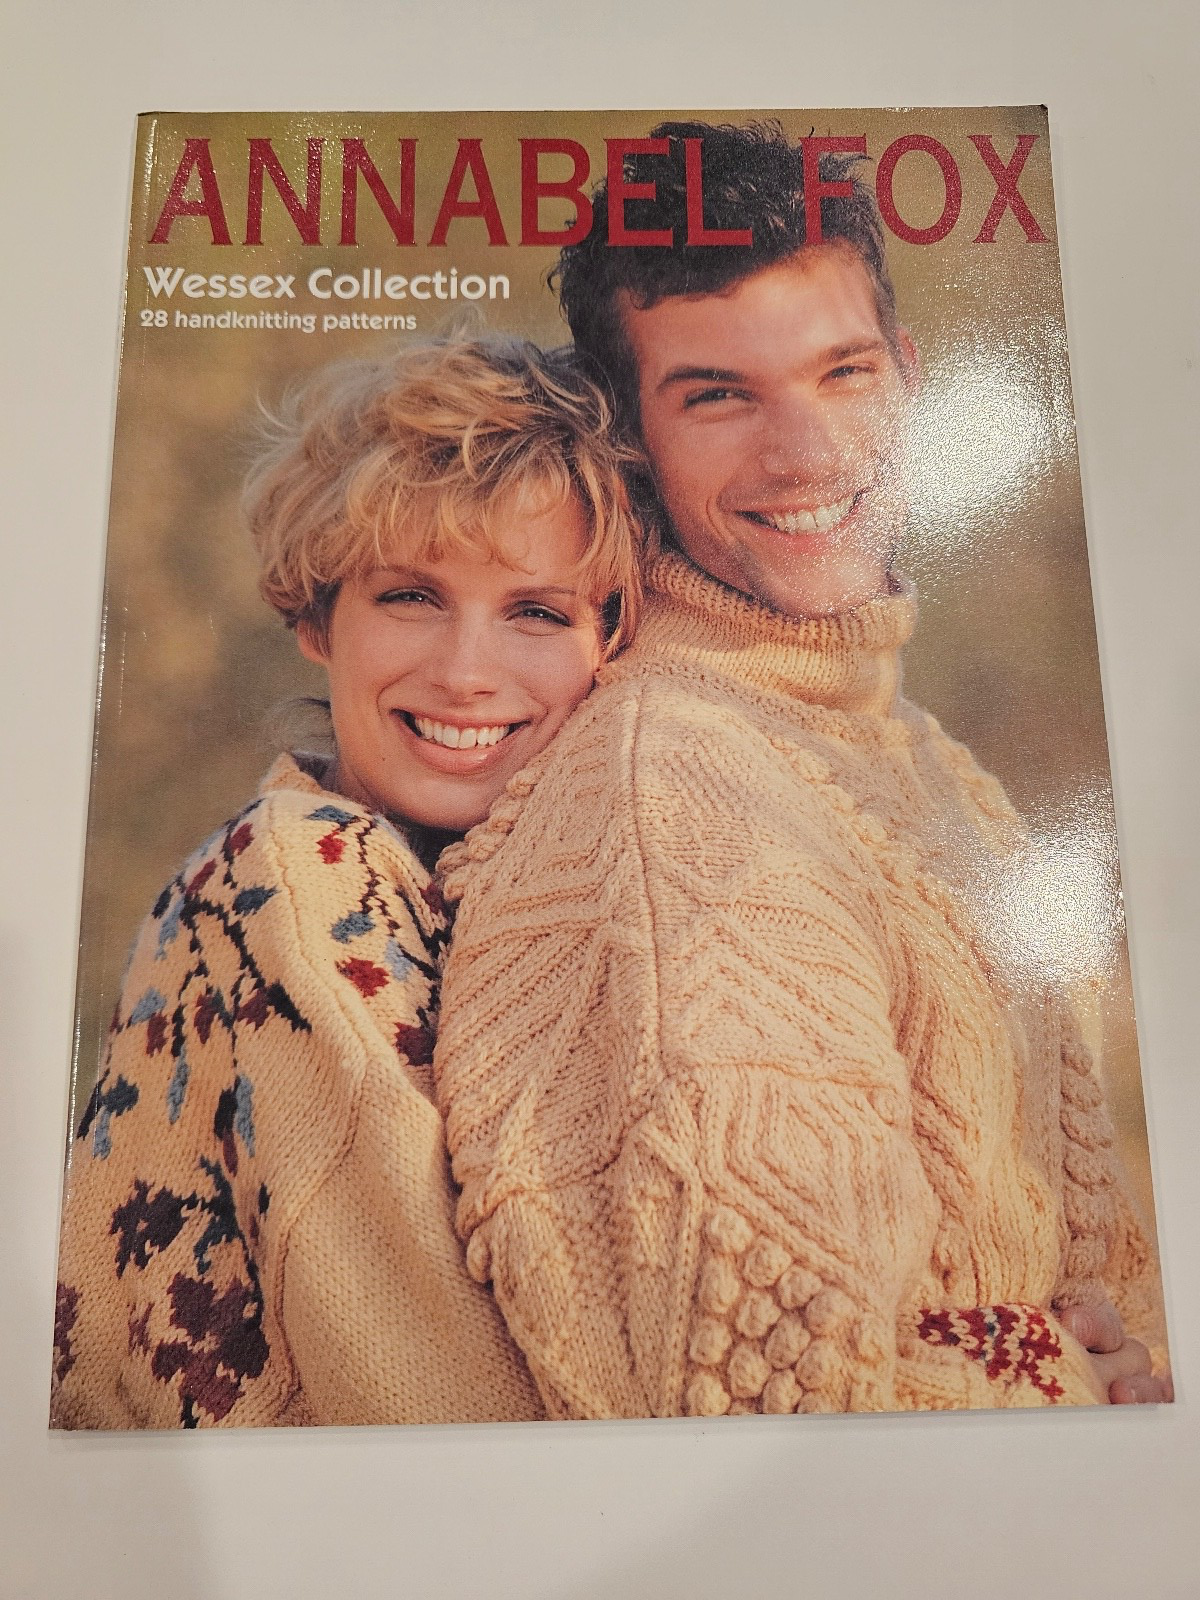 ANNABEL FOX
Wessex Collection
28 handknitting patterns